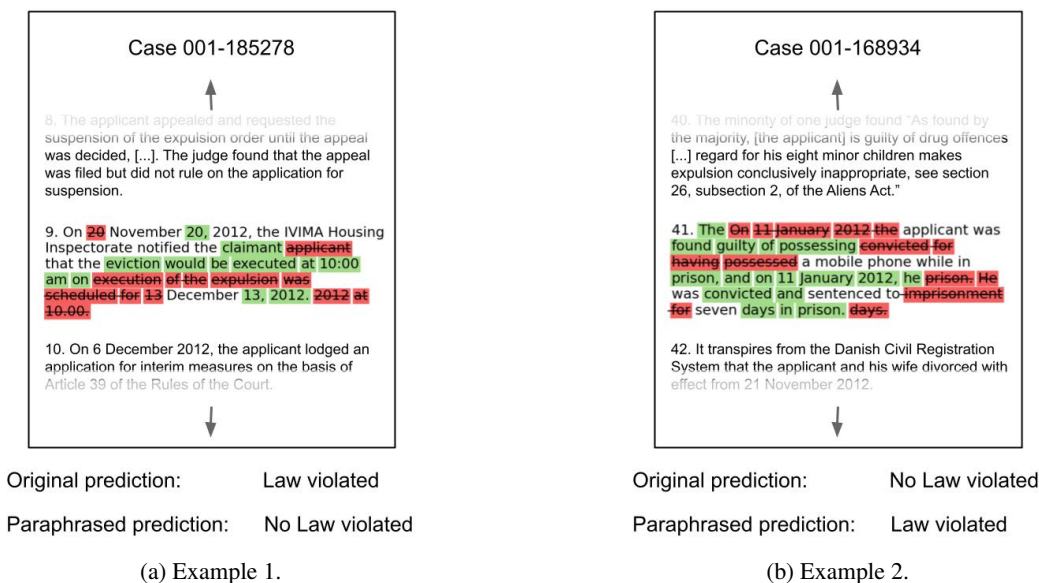 Case 001-185278
8. The applicant appealed and requested the
suspension of the expulsion order until the appeal
was decided, [...]. The judge found that the appeal
was filed but did not rule on the application for
suspension.
9. On 20 November 20, 2012, the IVIMA Housing
Inspectorate notified the claimant applicant
that the eviction would be executed at 10:00
am on execution of the expulsion was
scheduled for 13 December 13, 2012. 2012 at
10.00.
10. On 6 December 2012, the applicant lodged an
application for interim measures on the basis of
Article 39 of the Rules of the Court.
Original prediction: Law violated
Paraphrased prediction: No Law violated
(a) Example 1.
Case 001-168934
40. The minority of one judge found “As found by
the majority, [the applicant] is guilty of drug offences
[...] regard for his eight minor children makes
expulsion conclusively inappropriate, see section
26, subsection 2, of the Aliens Act.”
41. The On 11 January 2012 the applicant was
found guilty of possessing convicted for
having possessed a mobile phone while in
prison, and on 11 January 2012, he prison. He
was convicted and sentenced to imprisonment
for seven days in prison. days.
42. It transpires from the Danish Civil Registration
System that the applicant and his wife divorced with
effect from 21 November 2012.
Original prediction: No Law violated
Paraphrased prediction: Law violated
(b) Example 2.